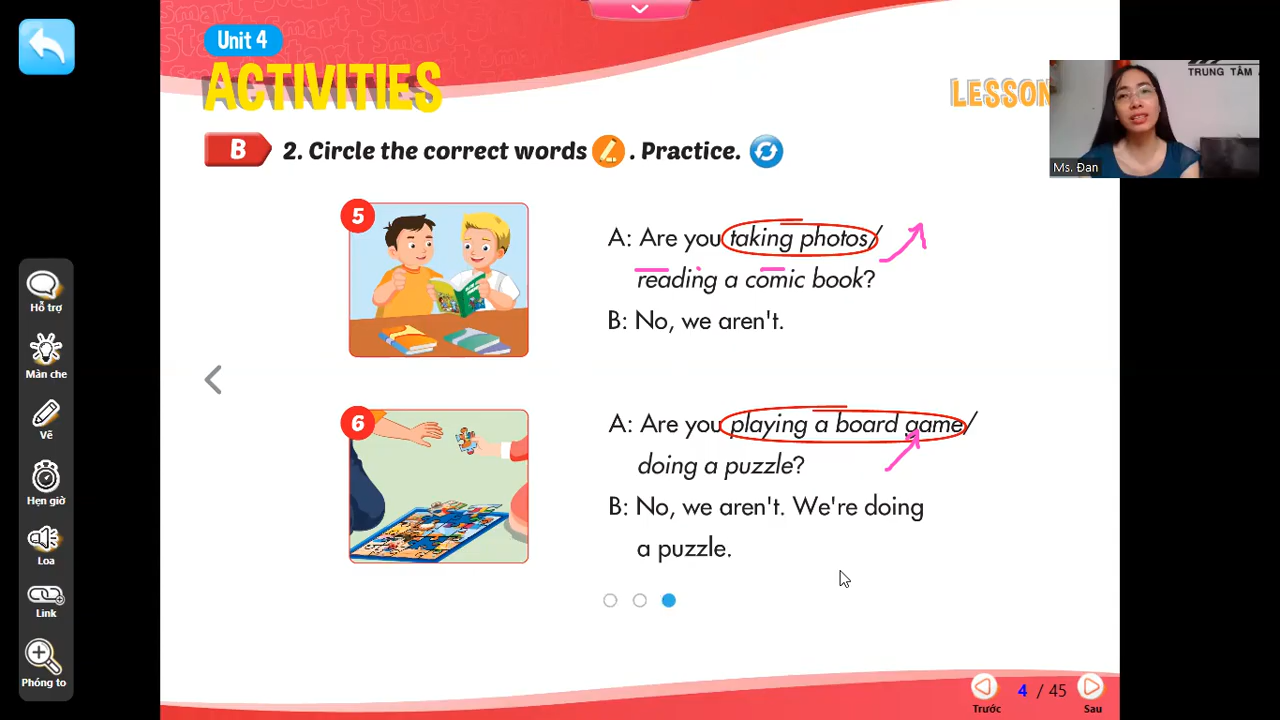 Unit 4
ACTIVITIES
LESSON
TRUNG TÂM
Ms. Đan
B 2. Circle the correct words . Practice.
5
A: Are you taking photos/
reading a comic book?
B: No, we aren't.
6
A: Are you playing a board game/
doing a puzzle?
B: No, we aren't. We're doing
a puzzle.
Hỗ trợ
Màn che
Vẽ
Hẹn giờ
Loa
Link
Phóng to
4 / 45
Trước
Sau